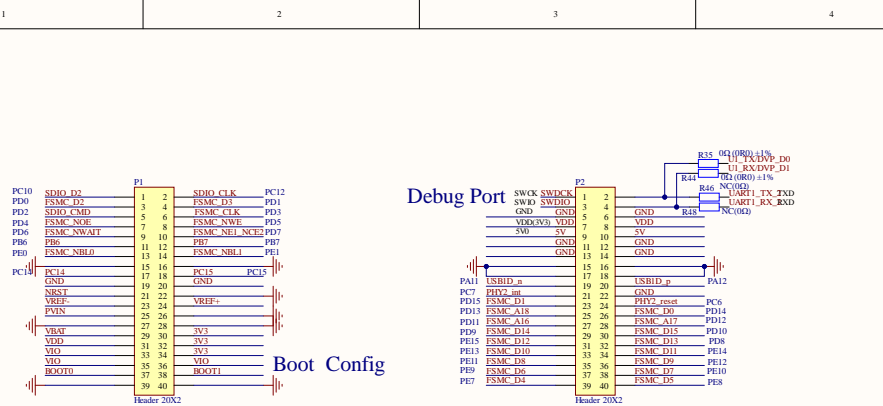 1 2 3 4
P1
PC10 SDIO_D2 1 2 SDIO_CLK PC12
PD0 FSMC_D2 3 4 FSMC_D3 PD1
PD2 SDIO_CMD 5 6 FSMC_CLK PD3
PD4 FSMC_NOE 7 8 FSMC_NWE PD5
PD6 FSMC_NWAIT 9 10 FSMC_NE1_NCE2 PD7
PB6 PB6 11 12 PB7 PB7
PE0 FSMC_NBL0 13 14 FSMC_NBL1 PE1
15 16
PC14 PC14 17 18 PC15 PC15
GND 19 20 GND
NRST 21 22
VREF- 23 24 VREF+
PVIN 25 26
27 28
VBAT 29 30 3V3
VDD 31 32 3V3
VIO 33 34 3V3
VIO 35 36 VIO
BOOT0 37 38 BOOT1
39 40
Header 20X2
Boot Config
Debug Port
R35 0Ω (0R0) ±1%
U1_TX/DVP_D0
U1_RX/DVP_D1
R44 0Ω (0R0) ±1%
R46 NC(0Ω)
UART1_TX_2 TXD
UART1_RX_2 RXD
R48 NC(0Ω)
P2
SWCK SWDCK 1 2
SWIO SWDIO 3 4
GND GND 5 6 GND
VDD(3V3) VDD 7 8 VDD
5V0 5V 9 10 5V
GND 11 12 GND
GND 13 14 GND
15 16
17 18
PA11 USB1D_n 19 20 USB1D_p PA12
PC7 PHY2_int 21 22 GND
PD15 FSMC_D1 23 24 PHY2_reset PC6
PD13 FSMC_A18 25 26 FSMC_D0 PD14
PD11 FSMC_A16 27 28 FSMC_A17 PD12
PD9 FSMC_D14 29 30 FSMC_D15 PD10
PE15 FSMC_D12 31 32 FSMC_D13 PD8
PE13 FSMC_D10 33 34 FSMC_D11 PE14
PE11 FSMC_D8 35 36 FSMC_D9 PE12
PE9 FSMC_D6 37 38 FSMC_D7 PE10
PE7 FSMC_D4 39 40 FSMC_D5 PE8
Header 20X2